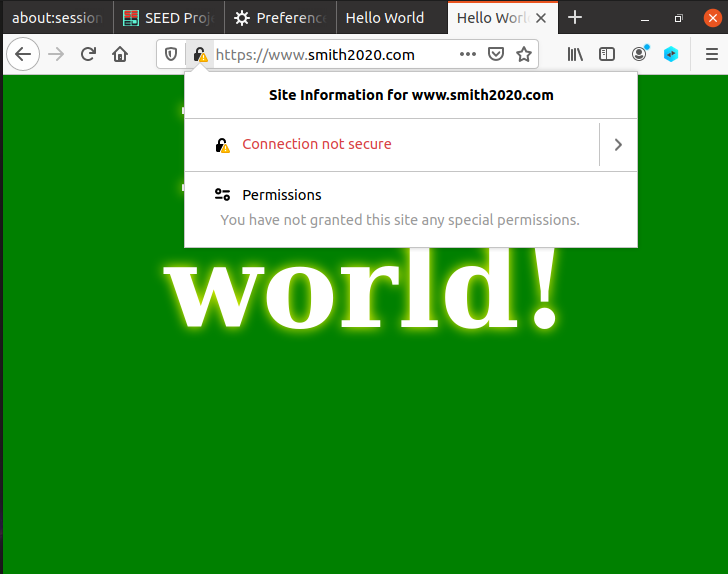 about:session
SEED Proj
Preference
Hello World
Hello Worl
https://www.smith2020.com
Site Information for www.smith2020.com
Connection not secure
Permissions
You have not granted this site any special permissions.
world!